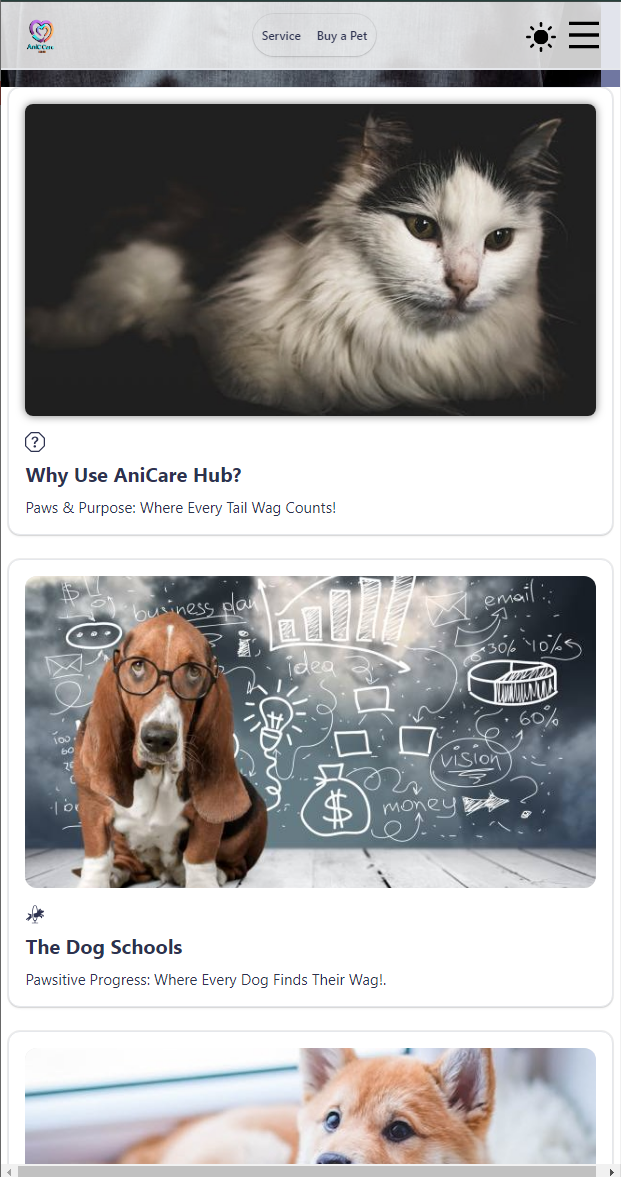 AniCare
Service Buy a Pet
Why Use AniCare Hub?
Paws & Purpose: Where Every Tail Wag Counts!
$
business plan
email
idea 2
30% 10%
60%
vision
$
money
The Dog Schools
Pawsitive Progress: Where Every Dog Finds Their Wag!.